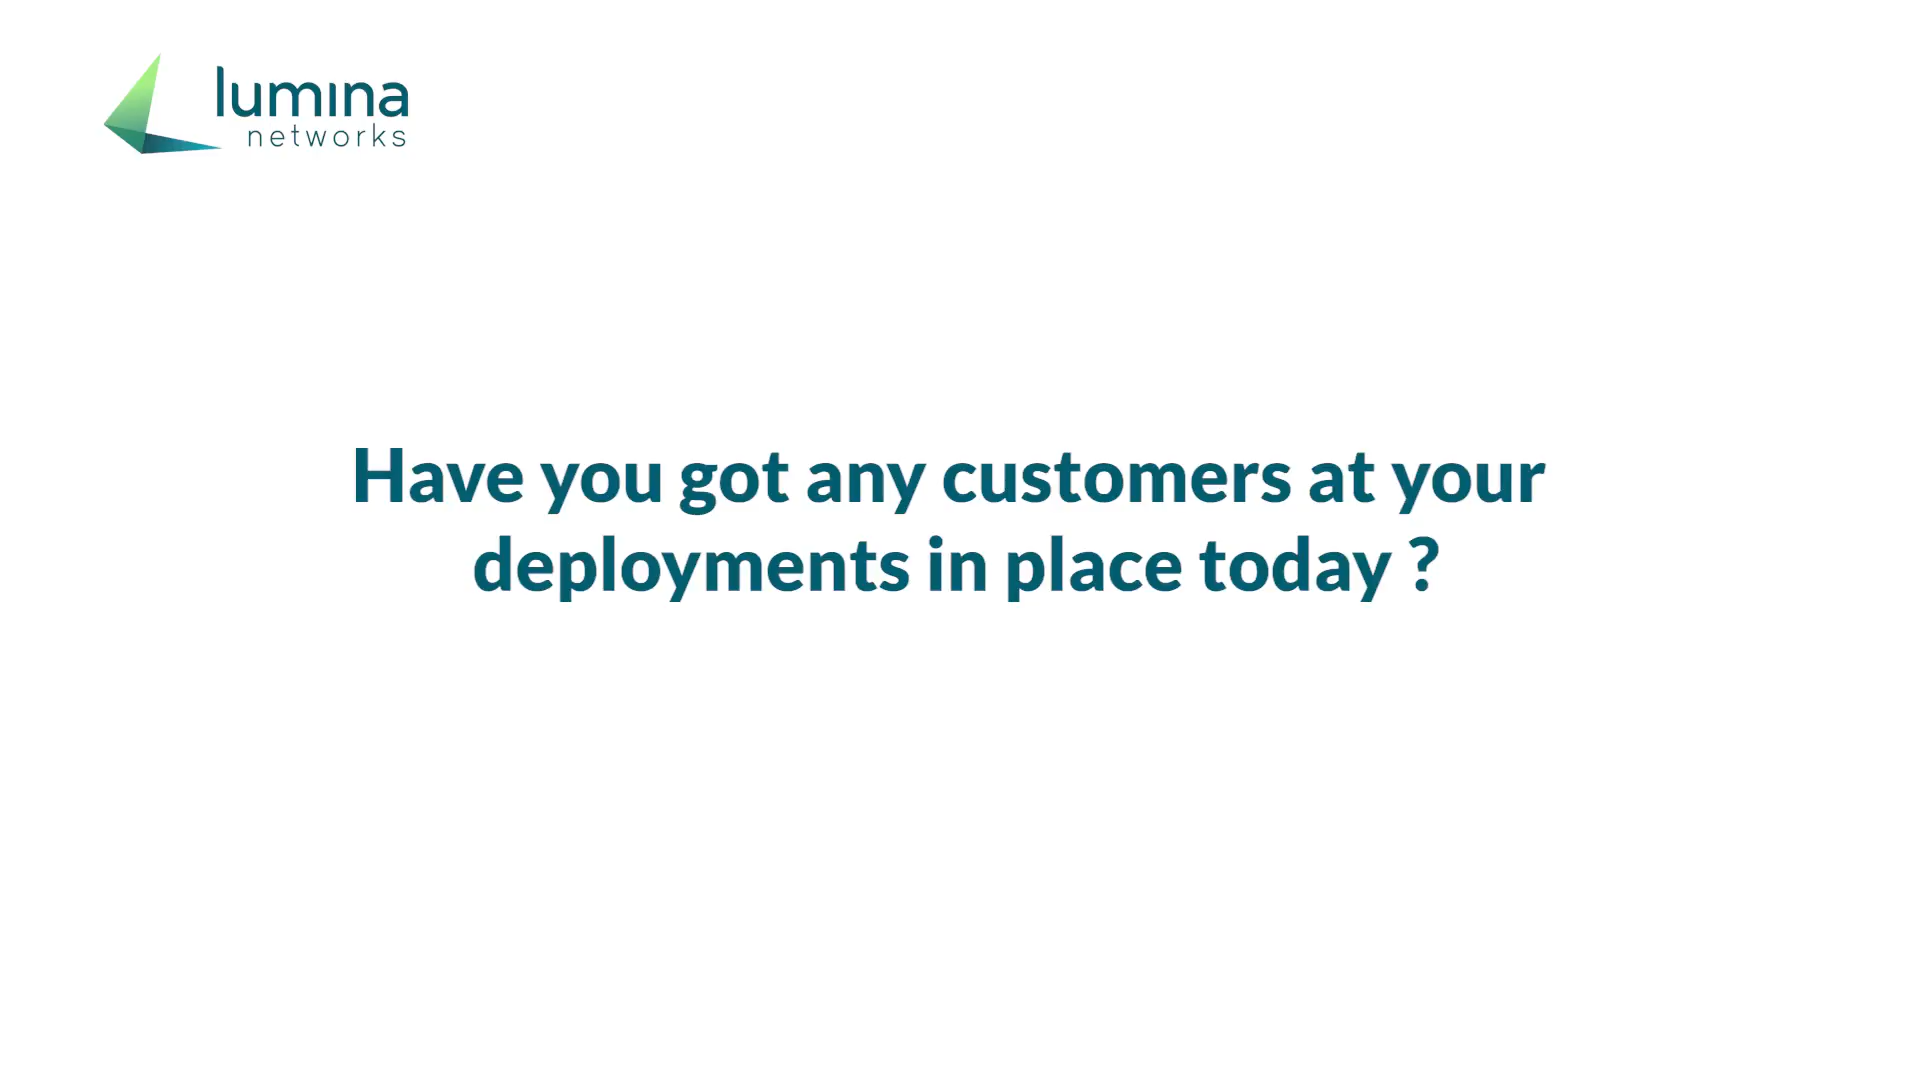 lumina
networks
Have you got any customers at your
deployments in place today ?